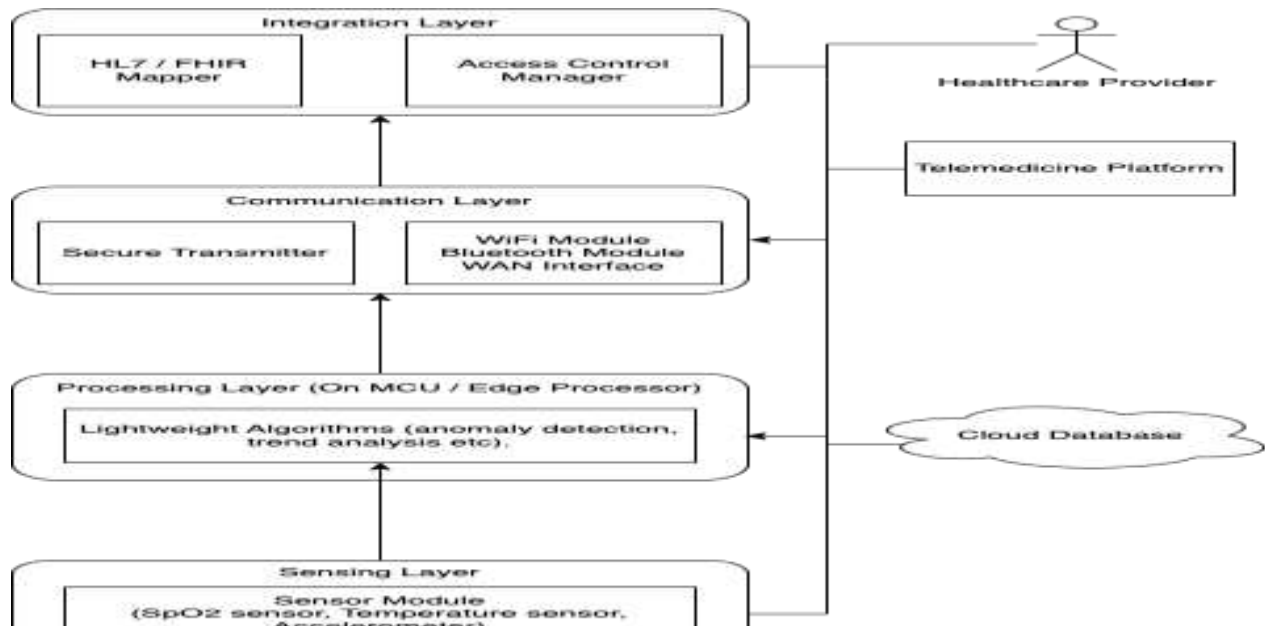 Integration Layer
HL7 / FHIR
Mapper
Access Control
Manager
Healthcare Provider
Telemedicine Platform
Communication Layer
Secure Transmitter
WiFi Module
Bluetooth Module
WAN Interface
Processing Layer (On MCU / Edge Processor)
Lightweight Algorithms (anomaly detection,
trend analysis etc).
Cloud Database
Sensing Layer
Sensor Module
(SpO2 sensor, Temperature sensor,
Accelerometer)